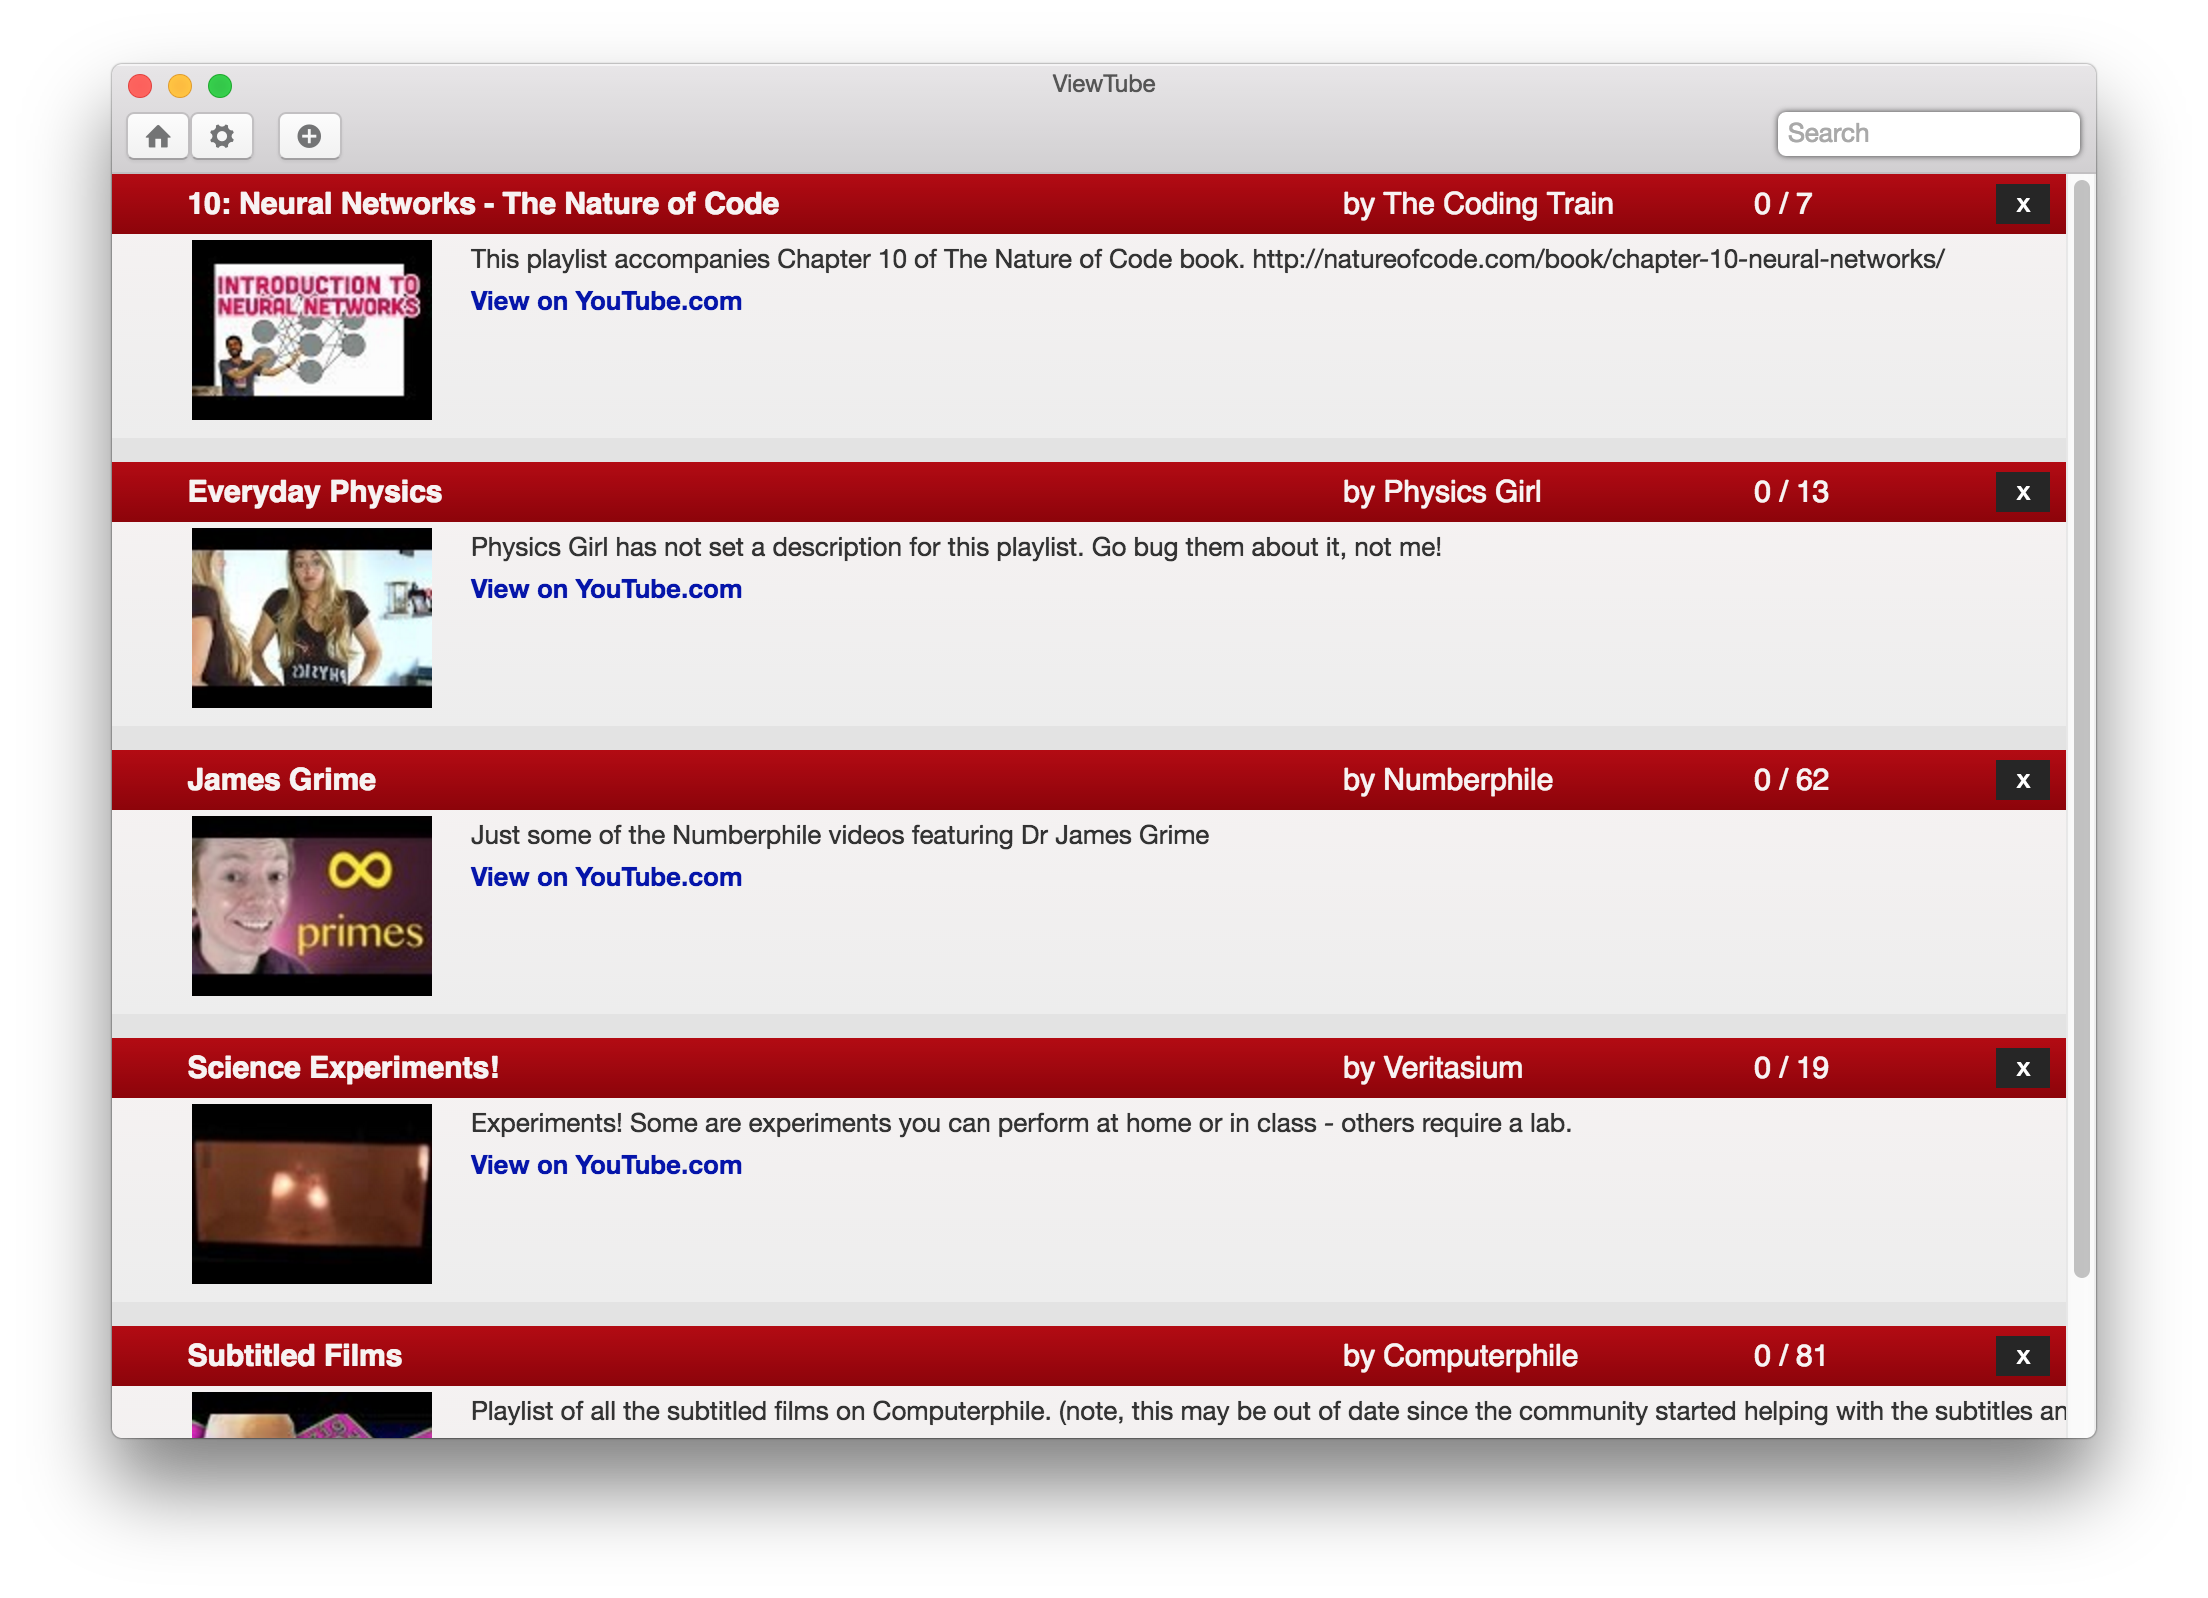 ViewTube
Search
10: Neural Networks - The Nature of Code by The Coding Train 0 / 7 x
INTRODUCTION TO
NEURAL NETWORKS
This playlist accompanies Chapter 10 of The Nature of Code book. http://natureofcode.com/book/chapter-10-neural-networks/
View on YouTube.com
Everyday Physics by Physics Girl 0 / 13 x
PHYSICS
Physics Girl has not set a description for this playlist. Go bug them about it, not me!
View on YouTube.com
James Grime by Numberphile 0 / 62 x
∞
primes
Just some of the Numberphile videos featuring Dr James Grime
View on YouTube.com
Science Experiments! by Veritasium 0 / 19 x
Experiments! Some are experiments you can perform at home or in class - others require a lab.
View on YouTube.com
Subtitled Films by Computerphile 0 / 81 x
Playlist of all the subtitled films on Computerphile. (note, this may be out of date since the community started helping with the subtitles an